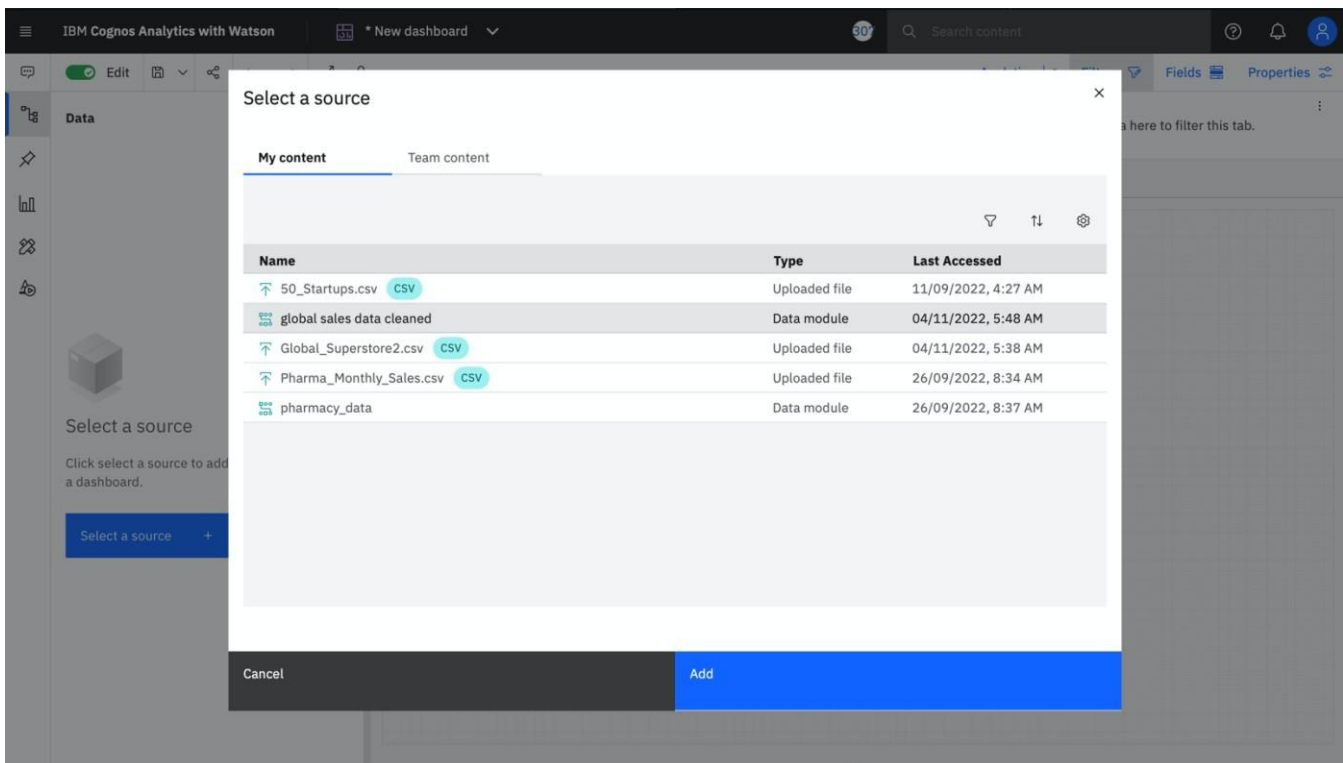 IBM Cognos Analytics with Watson
* New dashboard
30
Search content
Edit
Fields
Properties
Data
Select a source
a here to filter this tab.
My content
Team content
Name Type Last Accessed
50_Startups.csv CSV Uploaded file 11/09/2022, 4:27 AM
global sales data cleaned Data module 04/11/2022, 5:48 AM
Global_Superstore2.csv CSV Uploaded file 04/11/2022, 5:38 AM
Pharma_Monthly_Sales.csv CSV Uploaded file 26/09/2022, 8:34 AM
pharmacy_data Data module 26/09/2022, 8:37 AM
Select a source
Click select a source to add
a dashboard.
Select a source +
Cancel
Add